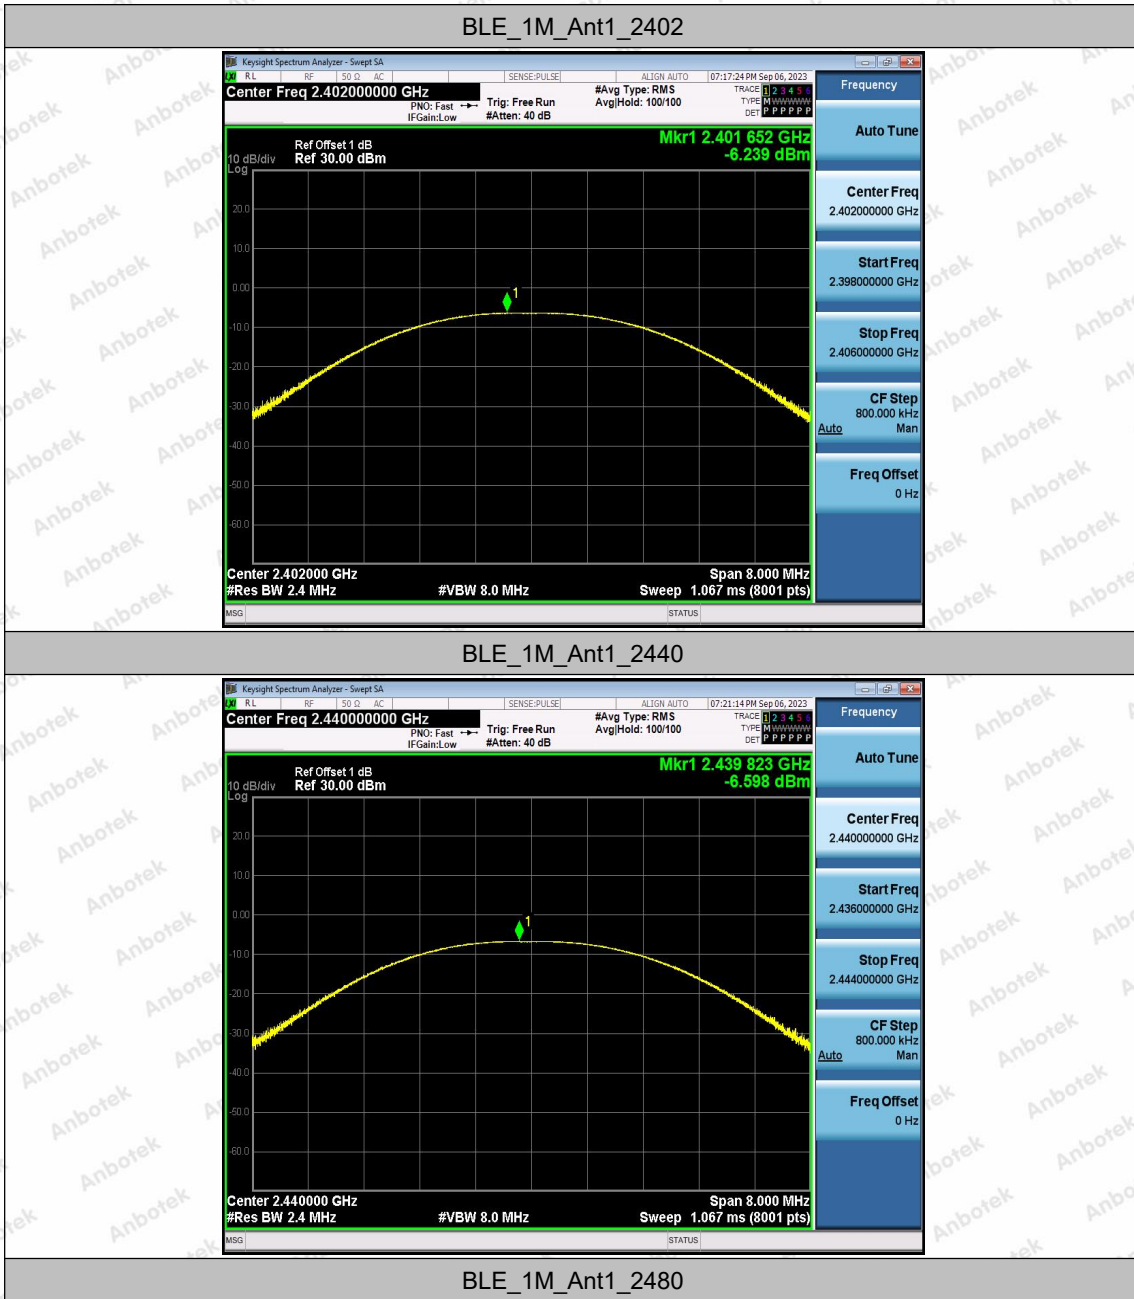 BLE_1M_Ant1_2402
Keysight Spectrum Analyzer - Swept SA
LXI RL RF 50 Ω AC SENSE:PULSE ALIGN AUTO 07:17:24 PM Sep 06, 2023
Center Freq 2.402000000 GHz
PNO: Fast
IFGain:Low
Trig: Free Run
#Atten: 40 dB
#Avg Type: RMS
Avg|Hold: 100/100
TRACE 1 2 3 4 5 6
TYPE M WWWWW
DET P P P P P P
Frequency
Auto Tune
Center Freq
2.402000000 GHz
Start Freq
2.398000000 GHz
Stop Freq
2.406000000 GHz
CF Step
800.000 kHz
Auto Man
Freq Offset
0 Hz
Ref Offset 1 dB
10 dB/div Ref 30.00 dBm
Log
Mkr1 2.401 652 GHz
-6.239 dBm
20.0
10.0
0.00
1
-10.0
-20.0
-30.0
-40.0
-50.0
-60.0
Center 2.402000 GHz Span 8.000 MHz
#Res BW 2.4 MHz #VBW 8.0 MHz Sweep 1.067 ms (8001 pts)
MSG STATUS
BLE_1M_Ant1_2440
Keysight Spectrum Analyzer - Swept SA
LXI RL RF 50 Ω AC SENSE:PULSE ALIGN AUTO 07:21:14 PM Sep 06, 2023
Center Freq 2.440000000 GHz
PNO: Fast
IFGain:Low
Trig: Free Run
#Atten: 40 dB
#Avg Type: RMS
Avg|Hold: 100/100
TRACE 1 2 3 4 5 6
TYPE M WWWWW
DET P P P P P P
Frequency
Auto Tune
Center Freq
2.440000000 GHz
Start Freq
2.436000000 GHz
Stop Freq
2.444000000 GHz
CF Step
800.000 kHz
Auto Man
Freq Offset
0 Hz
Ref Offset 1 dB
10 dB/div Ref 30.00 dBm
Log
Mkr1 2.439 823 GHz
-6.598 dBm
20.0
10.0
0.00
1
-10.0
-20.0
-30.0
-40.0
-50.0
-60.0
Center 2.440000 GHz Span 8.000 MHz
#Res BW 2.4 MHz #VBW 8.0 MHz Sweep 1.067 ms (8001 pts)
MSG STATUS
BLE_1M_Ant1_2480
Anbotek